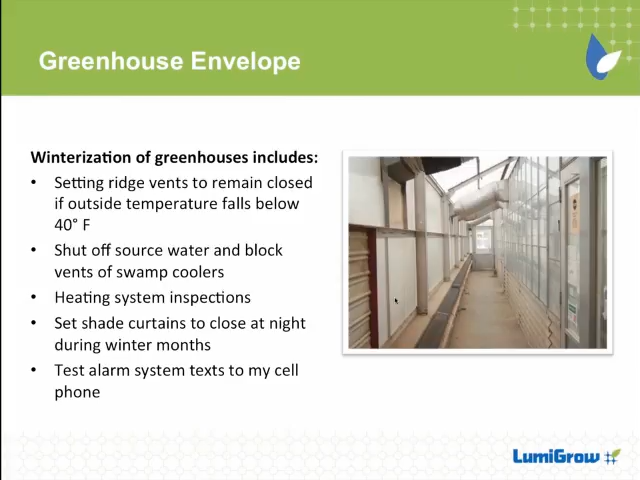 Greenhouse Envelope
Winterization of greenhouses includes:
• Setting ridge vents to remain closed
if outside temperature falls below
40° F
• Shut off source water and block
vents of swamp coolers
• Heating system inspections
• Set shade curtains to close at night
during winter months
• Test alarm system texts to my cell
phone
LumiGrow